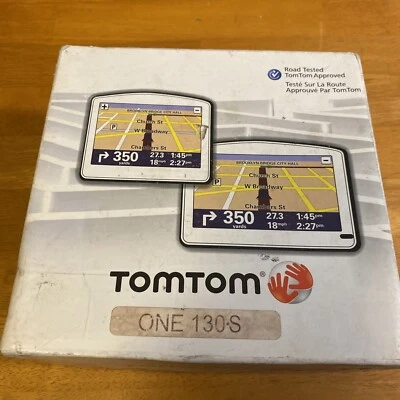 Road Tested
TomTom Approved
Testé Sur La Route
Approuvé Par TomTom
BROOKLYN BRIDGE CITY HALL
Church St
W Broadway
Chambers St
350
yards
27.3
1:45pm
18mph
2:27pm
BROOKLYN BRIDGE CITY HALL
Church St
W Broadway
Chambers St
350
yards
27.3
1:45pm
18mph
2:27pm
P
P
TOMTOM®
ONE 130·S